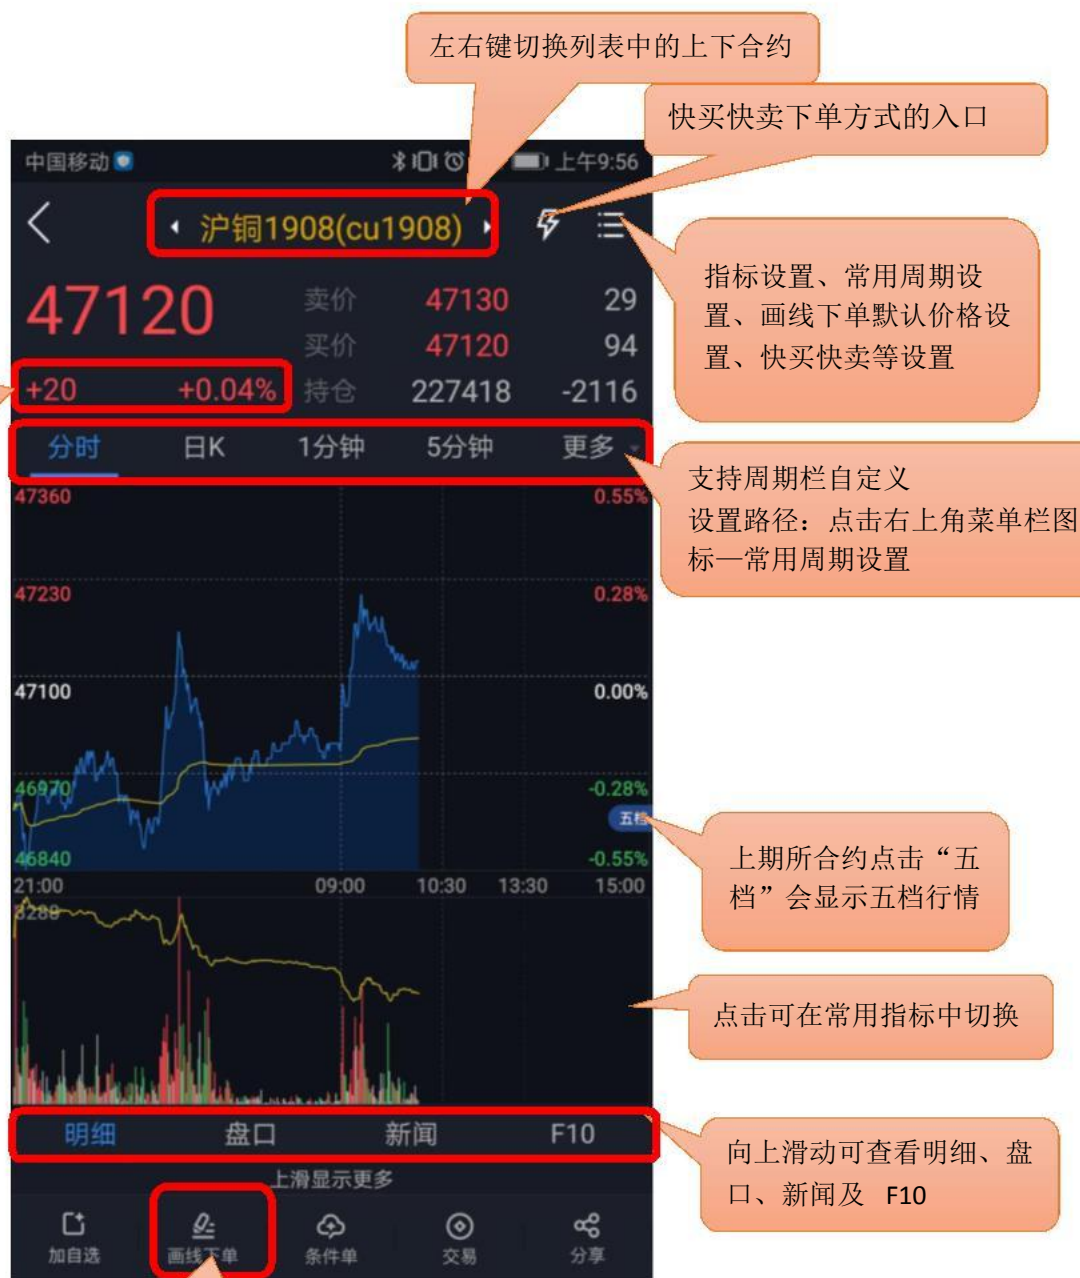 左右键切换列表中的上下合约
快买快卖下单方式的入口
中国移动 上午9:56
沪铜1908(cu1908)
指标设置、常用周期设
置、画线下单默认价格设
置、快买快卖等设置
47120 卖价 47130 29
买价 47120 94
+20 +0.04% 持仓 227418 -2116
分时 日K 1分钟 5分钟 更多
支持周期栏自定义
设置路径：点击右上角菜单栏图
标—常用周期设置
47360 0.55%
47230 0.28%
47100 0.00%
46970 -0.28%
五档
46840 -0.55%
上期所合约点击“五
档”会显示五档行情
21:00 09:00 10:30 13:30 15:00
3288
点击可在常用指标中切换
明细 盘口 新闻 F10
向上滑动可查看明细、盘
口、新闻及 F10
上滑显示更多
加自选 画线下单 条件单 交易 分享